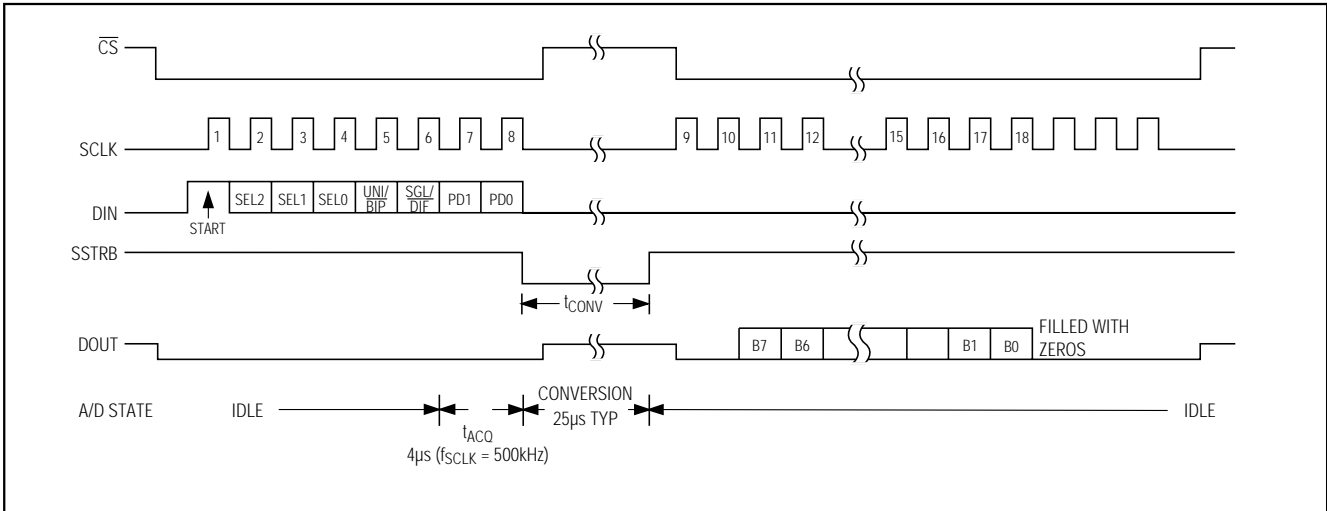 CS
SCLK
1 2 3 4 5 6 7 8 9 10 11 12 15 16 17 18
DIN
SEL2 SEL1 SEL0 UNI/BIP SGL/DIF PD1 PD0
START
SSTRB
tCONV
DOUT
B7 B6 B1 B0
FILLED WITH
ZEROS
A/D STATE
IDLE
tACQ
4µs (fSCLK = 500kHz)
CONVERSION
25µs TYP
IDLE